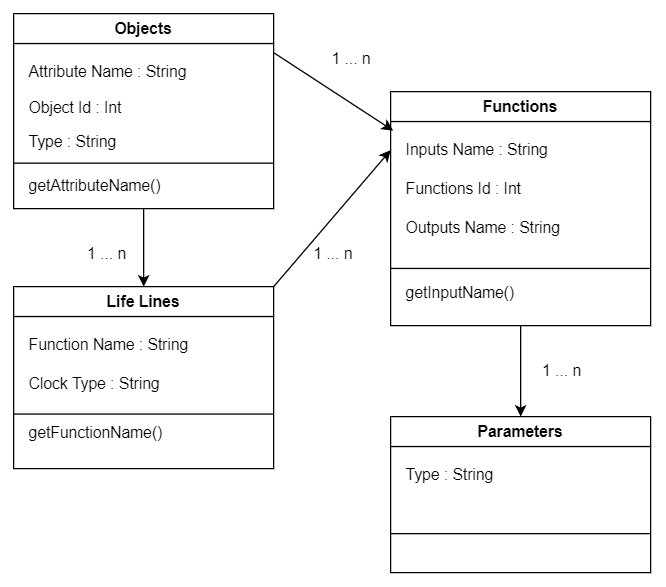 Objects
Attribute Name : String
Object Id : Int
Type : String
getAttributeName()
1 ... n
1 ... n
Life Lines
Function Name : String
Clock Type : String
getFunctionName()
1 ... n
Functions
Inputs Name : String
Functions Id : Int
Outputs Name : String
getInputName()
1 ... n
Parameters
Type : String